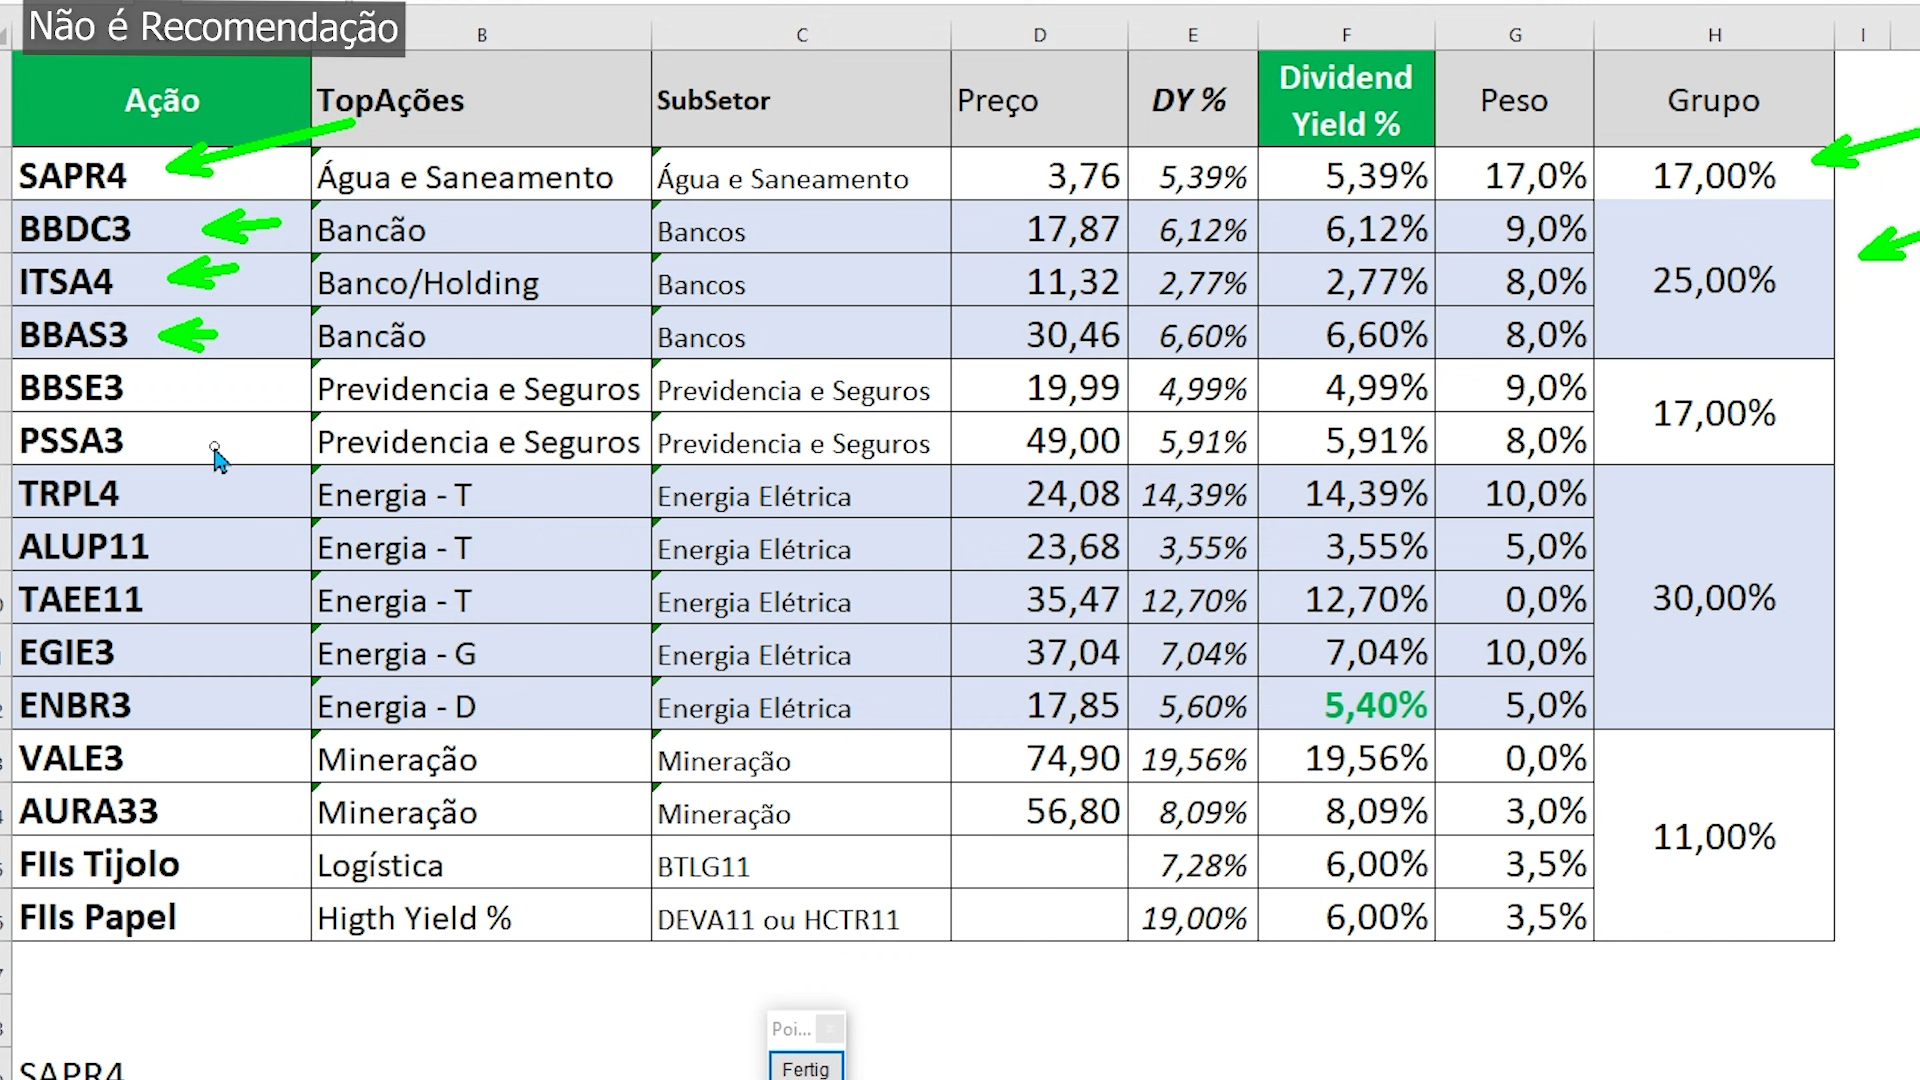 Não é Recomendação
B C D E F G H I
Ação TopAções SubSetor Preço DY % Dividend Yield % Peso Grupo
SAPR4 Água e Saneamento Água e Saneamento 3,76 5,39% 5,39% 17,0% 17,00%
BBDC3 Bancão Bancos 17,87 6,12% 6,12% 9,0%
ITSA4 Banco/Holding Bancos 11,32 2,77% 2,77% 8,0% 25,00%
BBAS3 Bancão Bancos 30,46 6,60% 6,60% 8,0%
BBSE3 Previdencia e Seguros Previdencia e Seguros 19,99 4,99% 4,99% 9,0%
17,00%
PSSA3 Previdencia e Seguros Previdencia e Seguros 49,00 5,91% 5,91% 8,0%
TRPL4 Energia - T Energia Elétrica 24,08 14,39% 14,39% 10,0%
ALUP11 Energia - T Energia Elétrica 23,68 3,55% 3,55% 5,0%
TAEE11 Energia - T Energia Elétrica 35,47 12,70% 12,70% 0,0% 30,00%
EGIE3 Energia - G Energia Elétrica 37,04 7,04% 7,04% 10,0%
ENBR3 Energia - D Energia Elétrica 17,85 5,60% 5,40% 5,0%
VALE3 Mineração Mineração 74,90 19,56% 19,56% 0,0%
AURA33 Mineração Mineração 56,80 8,09% 8,09% 3,0%
11,00%
FIIs Tijolo Logística BTLG11 7,28% 6,00% 3,5%
FIIs Papel Higth Yield % DEVA11 ou HCTR11 19,00% 6,00% 3,5%
Poi...
Fertig
SAPR4